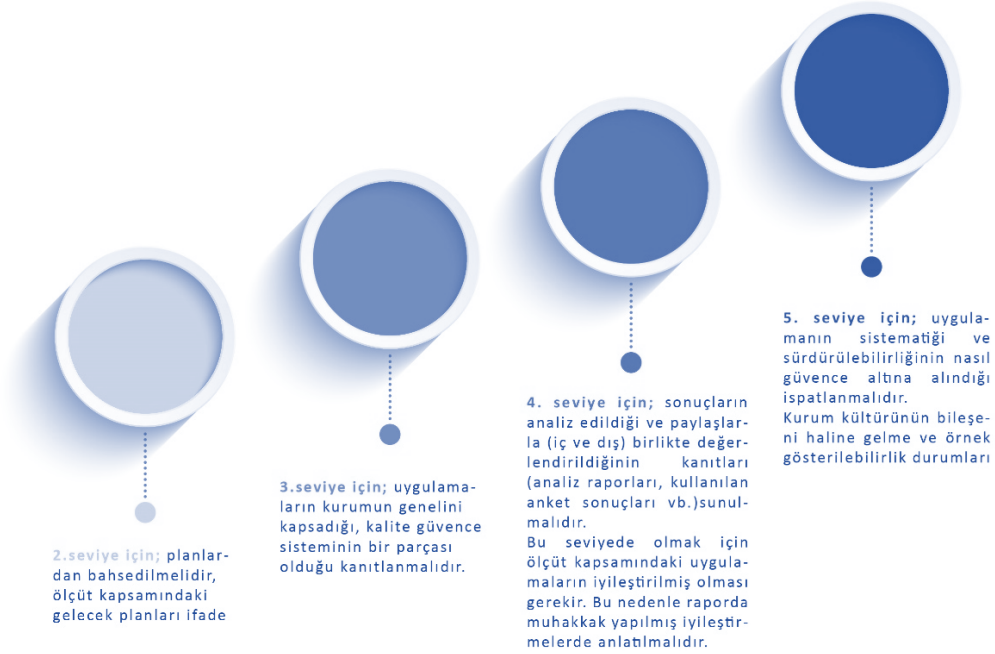 2.seviye için; planlar-
dan bahsedilmelidir,
ölçüt kapsamındaki
gelecek planları ifade
3.seviye için; uygulama-
ların kurumun genelini
kapsadığı, kalite güvence
sisteminin bir parçası
olduğu kanıtlanmalıdır.
4. seviye için; sonuçların
analiz edildiği ve paylaşlar-
la (iç ve dış) birlikte değer-
lendirildiğinin kanıtları
(analiz raporları, kullanılan
anket sonuçları vb.)sunul-
malıdır.
Bu seviyede olmak için
ölçüt kapsamındaki uygula-
maların iyileştirilmiş olması
gerekir. Bu nedenle raporda
muhakkak yapılmış iyileştir-
melerde anlatılmalıdır.
5. seviye için; uygula-
manın sistematiği ve
sürdürülebilirliğinin nasıl
güvence altına alındığı
ispatlanmalıdır.
Kurum kültürünün bileşe-
ni haline gelme ve örnek
gösterilebilirlik durumları